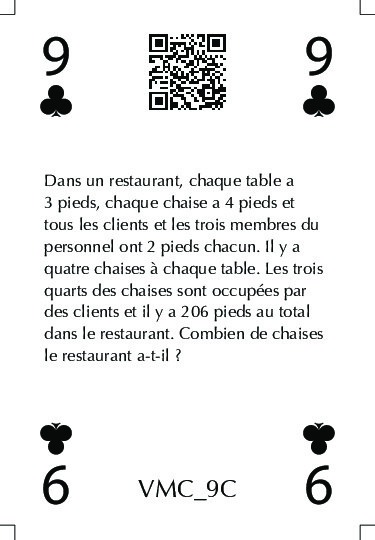 9 9
Dans un restaurant, chaque table a
3 pieds, chaque chaise a 4 pieds et
tous les clients et les trois membres du
personnel ont 2 pieds chacun. Il y a
quatre chaises à chaque table. Les trois
quarts des chaises sont occupées par
des clients et il y a 206 pieds au total
dans le restaurant. Combien de chaises
le restaurant a-t-il ?
9 VMC_9C 9